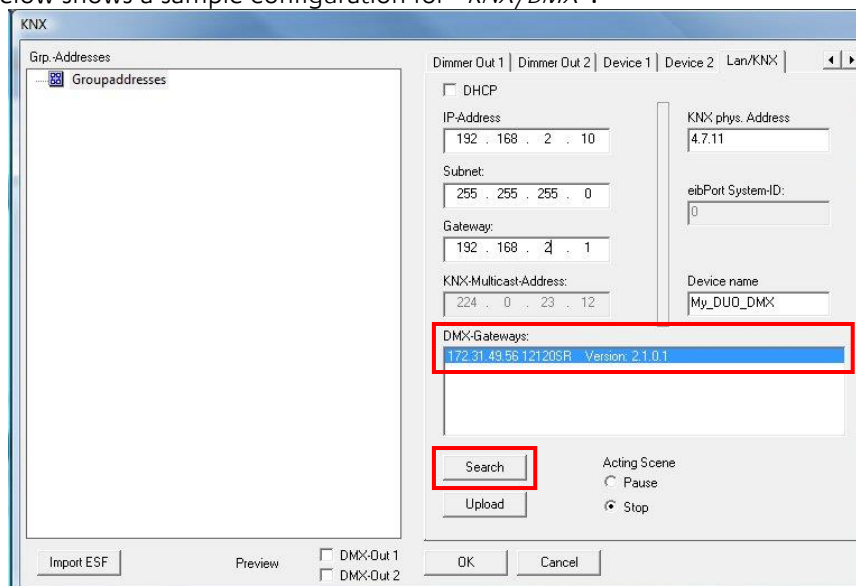 elow shows a sample configuration for "KNX/DMX".
KNX
Grp.-Addresses
Groupaddresses
Import ESF
Preview
DMX-Out 1
DMX-Out 2
Dimmer Out 1 Dimmer Out 2 Device 1 Device 2 Lan/KNX
DHCP
IP-Address
192 . 168 . 2 . 10
Subnet:
255 . 255 . 255 . 0
Gateway:
192 . 168 . 2 . 1
KNX-Multicast-Address:
224 . 0 . 23 . 12
KNX phys. Address
4.7.11
eibPort System-ID:
0
Device name
My_DUO_DMX
DMX-Gateways:
172.31.49.56 12120SR Version: 2.1.0.1
Search
Upload
Acting Scene
Pause
Stop
OK
Cancel